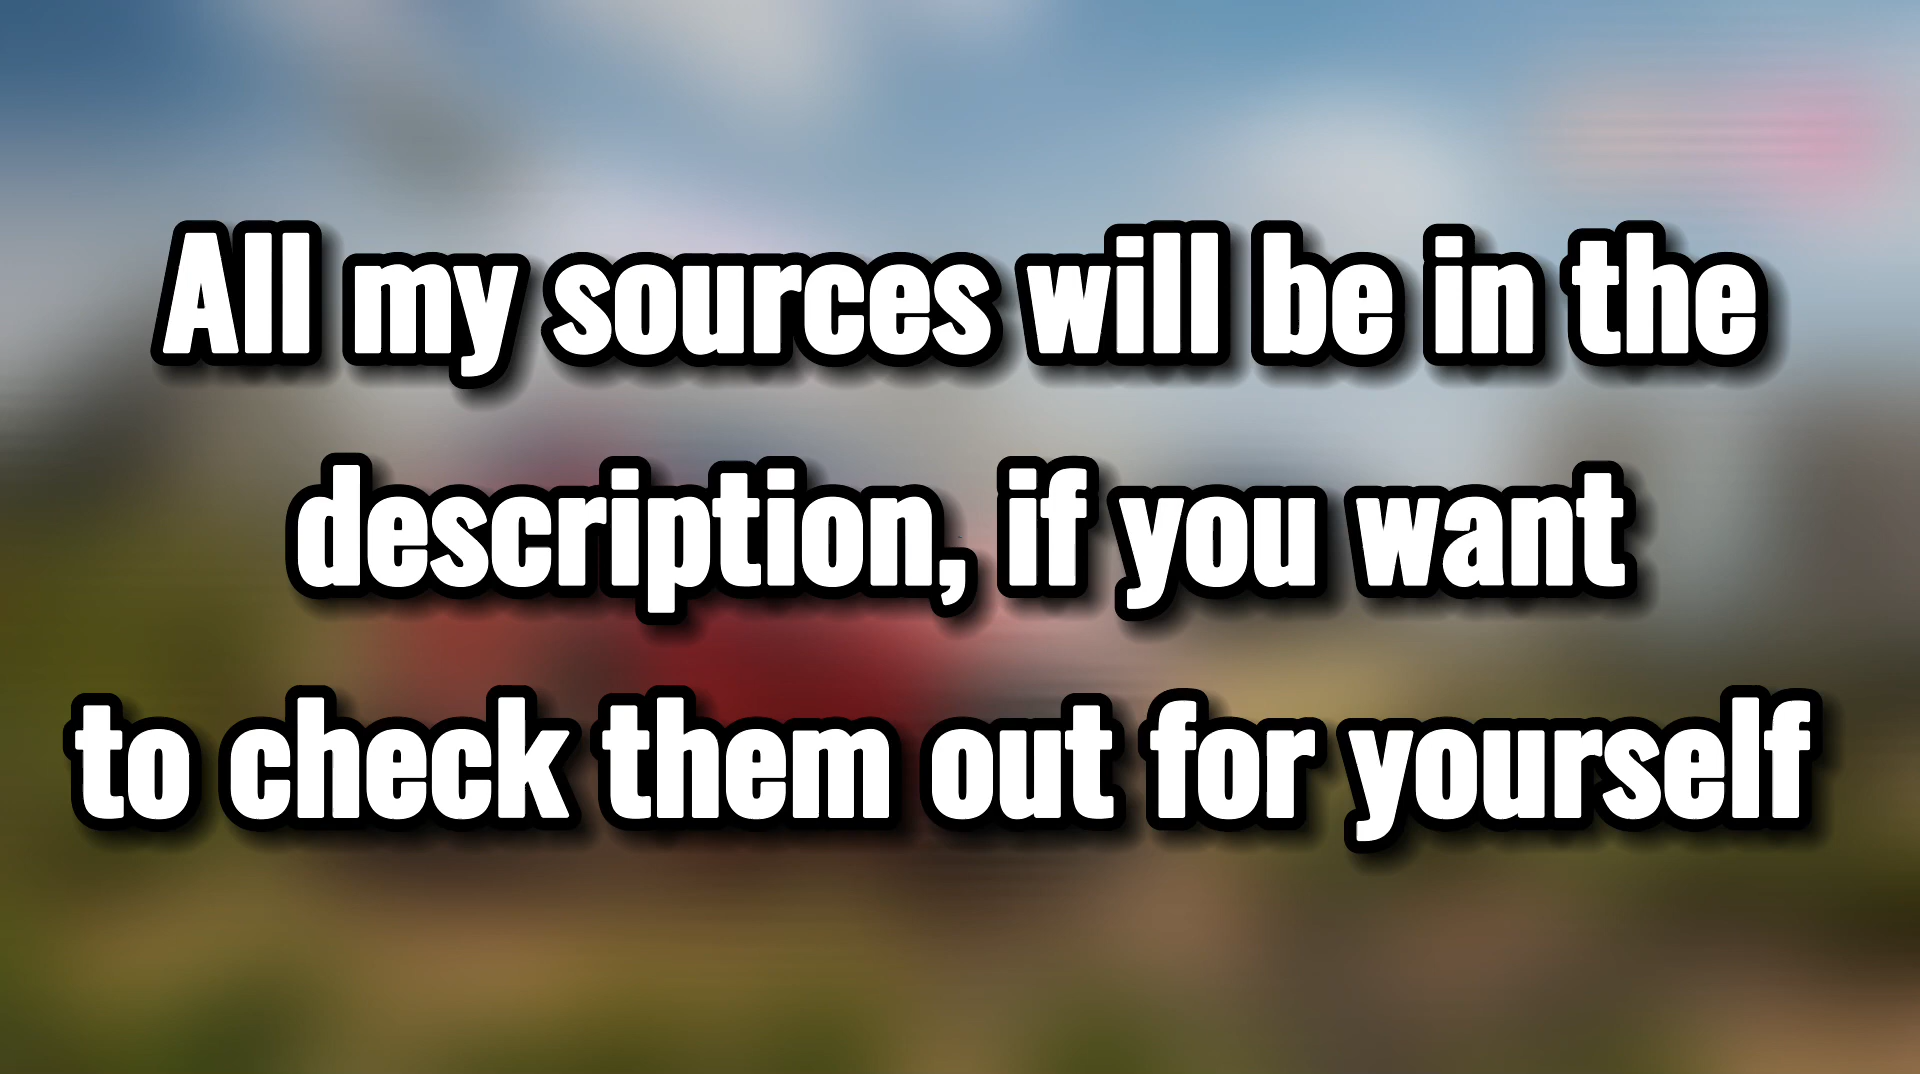 All my sources will be in the
description, if you want
to check them out for yourself